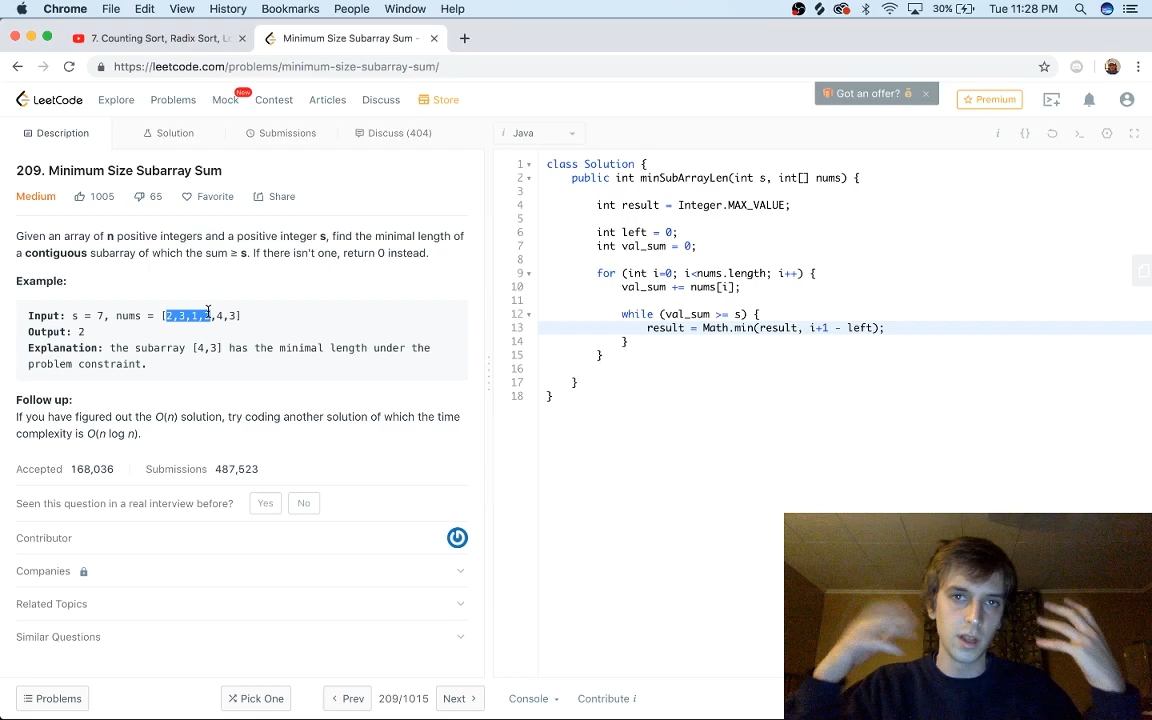 Chrome File Edit View History Bookmarks People Window Help 30% Tue 11:28 PM
7. Counting Sort, Radix Sort, L
Minimum Size Subarray Sum -
https://leetcode.com/problems/minimum-size-subarray-sum/
LeetCode Explore Problems Mock New Contest Articles Discuss Store Got an offer? Premium
Description Solution Submissions Discuss (404) i Java
209. Minimum Size Subarray Sum
Medium 1005 65 Favorite Share
Given an array of n positive integers and a positive integer s, find the minimal length of
a contiguous subarray of which the sum ≥ s. If there isn't one, return 0 instead.
Example:
Input: s = 7, nums = [2,3,1,2,4,3]
Output: 2
Explanation: the subarray [4,3] has the minimal length under the
problem constraint.
Follow up:
If you have figured out the O(n) solution, try coding another solution of which the time
complexity is O(n log n).
Accepted 168,036 Submissions 487,523
Seen this question in a real interview before? Yes No
Contributor
Companies
Related Topics
Similar Questions
Problems Pick One Prev 209/1015 Next
1 class Solution {
2 public int minSubArrayLen(int s, int[] nums) {
3
4 int result = Integer.MAX_VALUE;
5
6 int left = 0;
7 int val_sum = 0;
8
9 for (int i=0; i<nums.length; i++) {
10 val_sum += nums[i];
11
12 while (val_sum >= s) {
13 result = Math.min(result, i+1 - left);
14 }
15 }
16
17 }
18 }
Console Contribute i